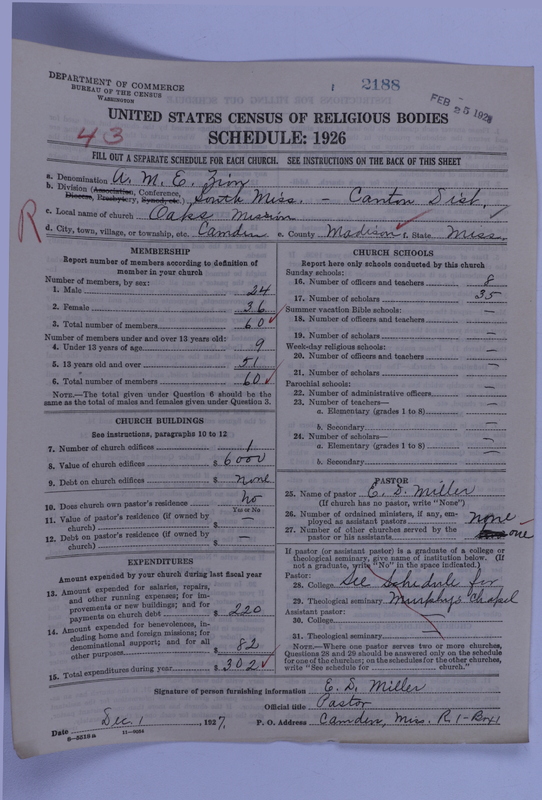 DEPARTMENT OF COMMERCE
BUREAU OF THE CENSUS
WASHINGTON
2188
FEB 25 1928
43
UNITED STATES CENSUS OF RELIGIOUS BODIES
SCHEDULE: 1926
FILL OUT A SEPARATE SCHEDULE FOR EACH CHURCH. SEE INSTRUCTIONS ON THE BACK OF THIS SHEET
a. Denomination A. M. E. Zion
b. Division (Association, Conference, Diocese, Presbytery, Synod, etc.) South Miss. - Canton Dist.
c. Local name of church Oaks Mission
R
d. City, town, village, or township, etc. Camden e. County Madison f. State Miss.
MEMBERSHIP
Report number of members according to definition of
member in your church
Number of members, by sex:
1. Male 24
2. Female 36
3. Total number of members 60
Number of members under and over 13 years old:
4. Under 13 years of age 9
5. 13 years old and over 51
6. Total number of members 60
NOTE.—The total given under Question 6 should be the
same as the total of males and females given under Question 3.
CHURCH BUILDINGS
See instructions, paragraphs 10 to 12
7. Number of church edifices 1
8. Value of church edifices $ 6000
9. Debt on church edifices $ none
10. Does church own pastor's residence? no
Yes or No
11. Value of pastor's residence (if owned by
church) $ —
12. Debt on pastor's residence (if owned by
church) $ —
EXPENDITURES
Amount expended by your church during last fiscal year
13. Amount expended for salaries, repairs,
and other running expenses; for im-
provements or new buildings; and for
payments on church debt $ 220
14. Amount expended for benevolences, in-
cluding home and foreign missions; for
denominational support; and for all
other purposes $ 82
15. Total expenditures during year $ 302
CHURCH SCHOOLS
Report here only schools conducted by this church
Sunday schools:
16. Number of officers and teachers 8
17. Number of scholars 35
Summer vacation Bible schools:
18. Number of officers and teachers —
19. Number of scholars —
Week-day religious schools:
20. Number of officers and teachers —
21. Number of scholars —
Parochial schools:
22. Number of administrative officers —
23. Number of teachers—
a. Elementary (grades 1 to 8) —
b. Secondary —
24. Number of scholars—
a. Elementary (grades 1 to 8) —
b. Secondary —
PASTOR
25. Name of pastor E. D. Miller
(If church has no pastor, write "None")
26. Number of ordained ministers, if any, em-
ployed as assistant pastors none
27. Number of other churches served by the
pastor or his assistants one
If pastor (or assistant pastor) is a graduate of a college or
theological seminary, give name of institution below. (If
not a graduate, write "No" in the space indicated.)
Pastor:
28. College See Schedule for
29. Theological seminary Murphys Chapel
Assistant pastor:
30. College —
31. Theological seminary —
NOTE.—Where one pastor serves two or more churches,
Questions 28 and 29 should be answered only on the schedule
for one of the churches; on the schedules for the other churches,
write "See schedule for ........ church."
Signature of person furnishing information E. D. Miller
Official title Pastor
Date Dec. 1, 1927. P. O. Address Camden, Miss. R 1-Box 1